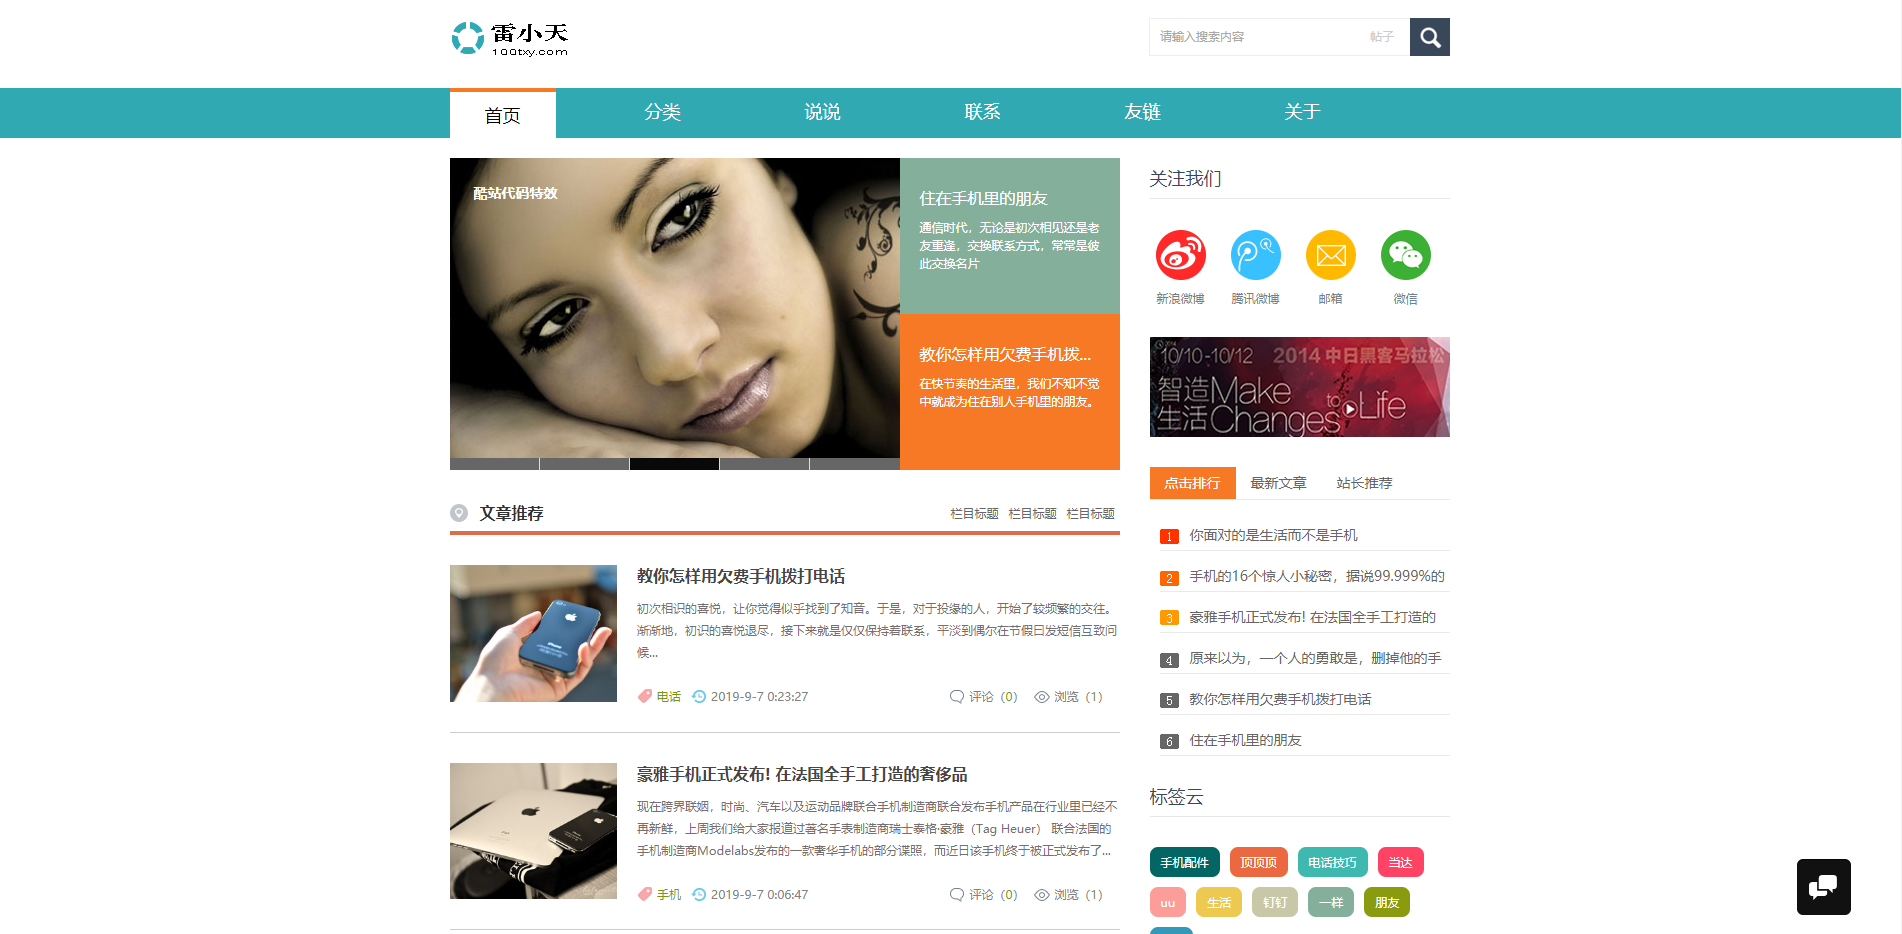 雷小天
100txy.com
请输入搜索内容 帖子
首页 分类 说说 联系 友链 关于
酷站代码特效
住在手机里的朋友
通信时代，无论是初次相见还是老
友重逢，交换联系方式，常常是彼
此交换名片
教你怎样用欠费手机拨...
在快节奏的生活里，我们不知不觉
中就成为住在别人手机里的朋友。
文章推荐
栏目标题 栏目标题 栏目标题
教你怎样用欠费手机拨打电话
初次相识的喜悦，让你觉得似乎找到了知音。于是，对于投缘的人，开始了较频繁的交往。
渐渐地，初识的喜悦退尽，接下来就是仅仅保持着联系，平淡到偶尔在节假日发短信互致问
候...
电话 2019-9-7 0:23:27 评论（0） 浏览（1）
豪雅手机正式发布! 在法国全手工打造的奢侈品
现在跨界联姻，时尚、汽车以及运动品牌联合手机制造商联合发布手机产品在行业里已经不
再新鲜，上周我们给大家报道过著名手表制造商瑞士泰格·豪雅（Tag Heuer） 联合法国的
手机制造商Modelabs发布的一款奢华手机的部分谍照，而近日该手机终于被正式发布了...
手机 2019-9-7 0:06:47 评论（0） 浏览（1）
关注我们
新浪微博 腾讯微博 邮箱 微信
2014
10/10-10/12 2014 中日黑客马拉松
智造Make
生活Changes to Life
点击排行 最新文章 站长推荐
1 你面对的是生活而不是手机
2 手机的16个惊人小秘密，据说99.999%的
3 豪雅手机正式发布! 在法国全手工打造的
4 原来以为，一个人的勇敢是，删掉他的手
5 教你怎样用欠费手机拨打电话
6 住在手机里的朋友
标签云
手机配件 顶顶顶 电话技巧 当达
uu 生活 钉钉 一样 朋友